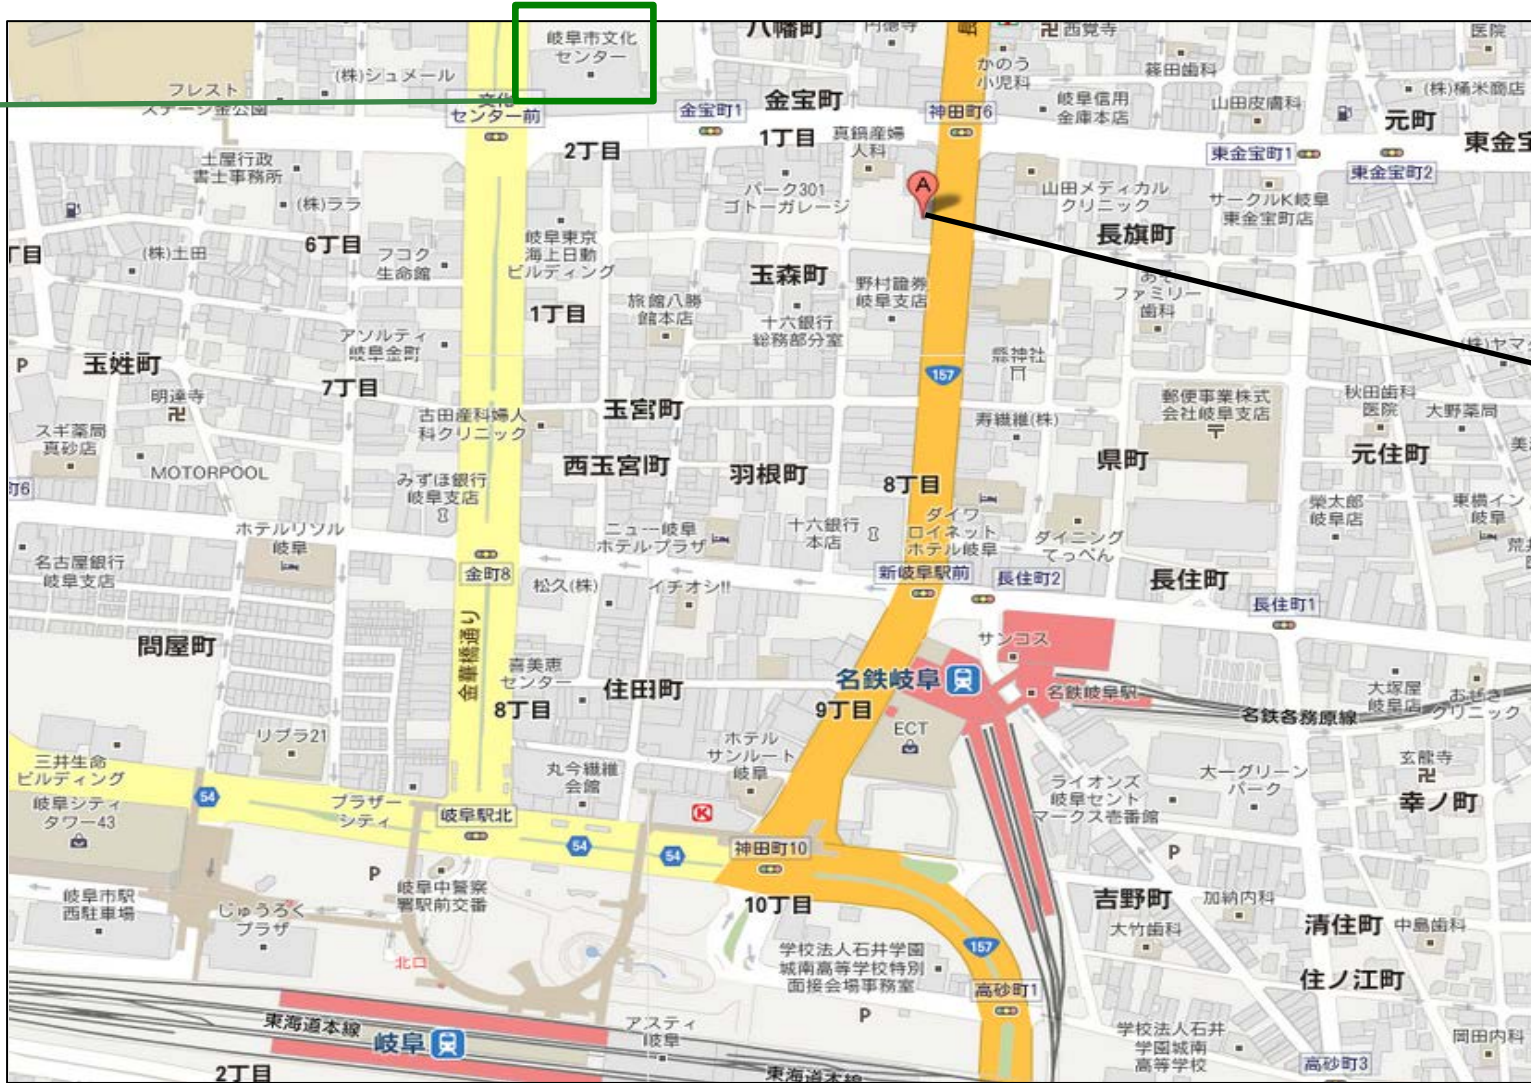 岐阜市文化
センター
八幡町
円徳寺
西覚寺
医院
フレスト
ステージ金公園
(株)シュメール
文化
センター前
金宝町1
金宝町
神田町6
かのう
小児科
篠田歯科
岐阜信用
金庫本店
山田皮膚科
(株)桶米商店
元町
東金宝
2丁目
1丁目
真鍋産婦
人科
東金宝町1
東金宝町2
土屋行政
書士事務所
(株)ララ
パーク301
ゴトーガレージ
A
山田メディカル
クリニック
サークルK岐阜
東金宝町店
長旗町
丁目
(株)土田
6丁目
フコク
生命館
岐阜東京
海上日動
ビルディング
玉森町
野村證券
岐阜支店
あそ
ファミリー
歯科
旅館八勝
館本店
1丁目
十六銀行
総務部分室
アソルティ
岐阜金町
P
玉姓町
7丁目
157
縣神社
(株)ヤマ
明達寺
玉宮町
古田産科婦人
科クリニック
寿繊維(株)
郵便事業株式
会社岐阜支店
秋田歯科
医院
大野薬局
スギ薬局
真砂店
MOTORPOOL
西玉宮町
羽根町
県町
元住町
町6
みずほ銀行
岐阜支店
8丁目
榮太郎
岐阜店
東横イン
岐阜
ホテルリソル
岐阜
ニュー岐阜
ホテルプラザ
十六銀行
本店
ダイワ
ロイネット
ホテル岐阜
ダイニング
てっぺん
名古屋銀行
岐阜支店
金町8
松久(株)
イチオシ!!
新岐阜駅前
長住町2
長住町
長住町1
問屋町
金華橋通り
喜美恵
センター
住田町
サンコス
名鉄岐阜
名鉄岐阜駅
大塚屋
岐阜店
おぜき
クリニック
8丁目
9丁目
ECT
名鉄各務原線
リブラ21
三井生命
ビルディング
ホテル
サンルート
岐阜
丸今繊維
会館
玄龍寺
岐阜シティ
タワー43
54
プラザー
シティ
岐阜駅北
54
54
K
神田町10
ライオンズ
岐阜セント
マークス壱番館
大一グリーン
パーク
幸ノ町
P
P
岐阜市駅
西駐車場
じゅうろく
プラザ
岐阜中警察
署駅前交番
10丁目
吉野町
加納内科
大竹歯科
清住町
中島歯科
北口
学校法人石井学園
城南高等学校特別
面接会場事務室
157
高砂町1
住ノ江町
東海道本線
岐阜
アスティ
岐阜
P
学校法人石井
学園城南
高等学校
高砂町3
岡田内科
2丁目
東海道本線